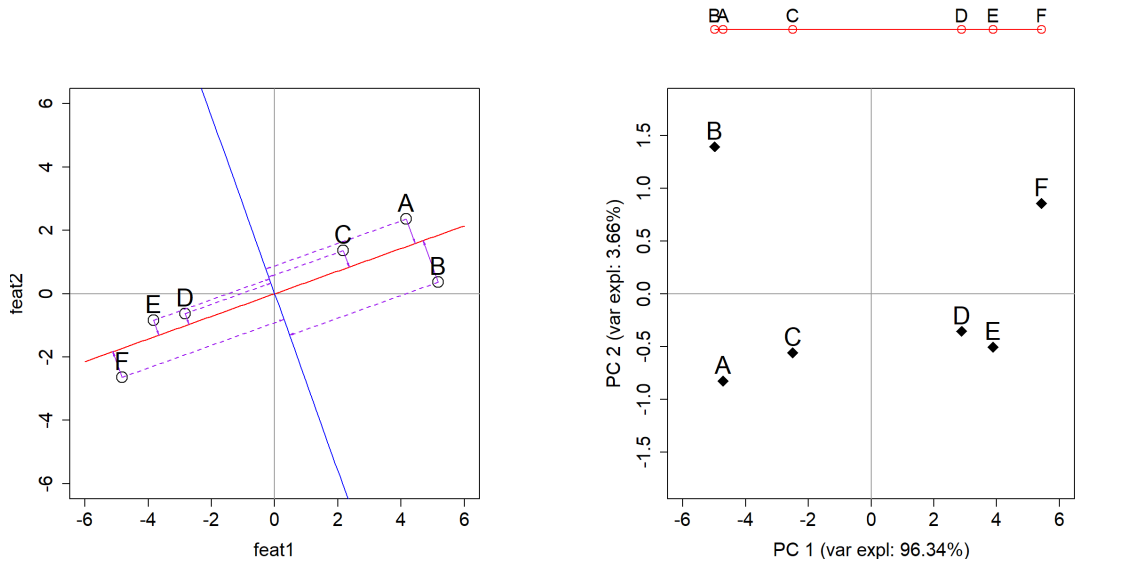 B A C D E F
6
4
2
0
2
-4
-6
feat2
A
C
B
E D
F
-6 -4 -2 0 2 4 6
feat1
1.5
1.0
0.5
0.0
-0.5
-1.0
-1.5
PC 2 (var expl: 3.66%)
B
F
D
E
C
A
-6 -4 -2 0 2 4 6
PC 1 (var expl: 96.34%)